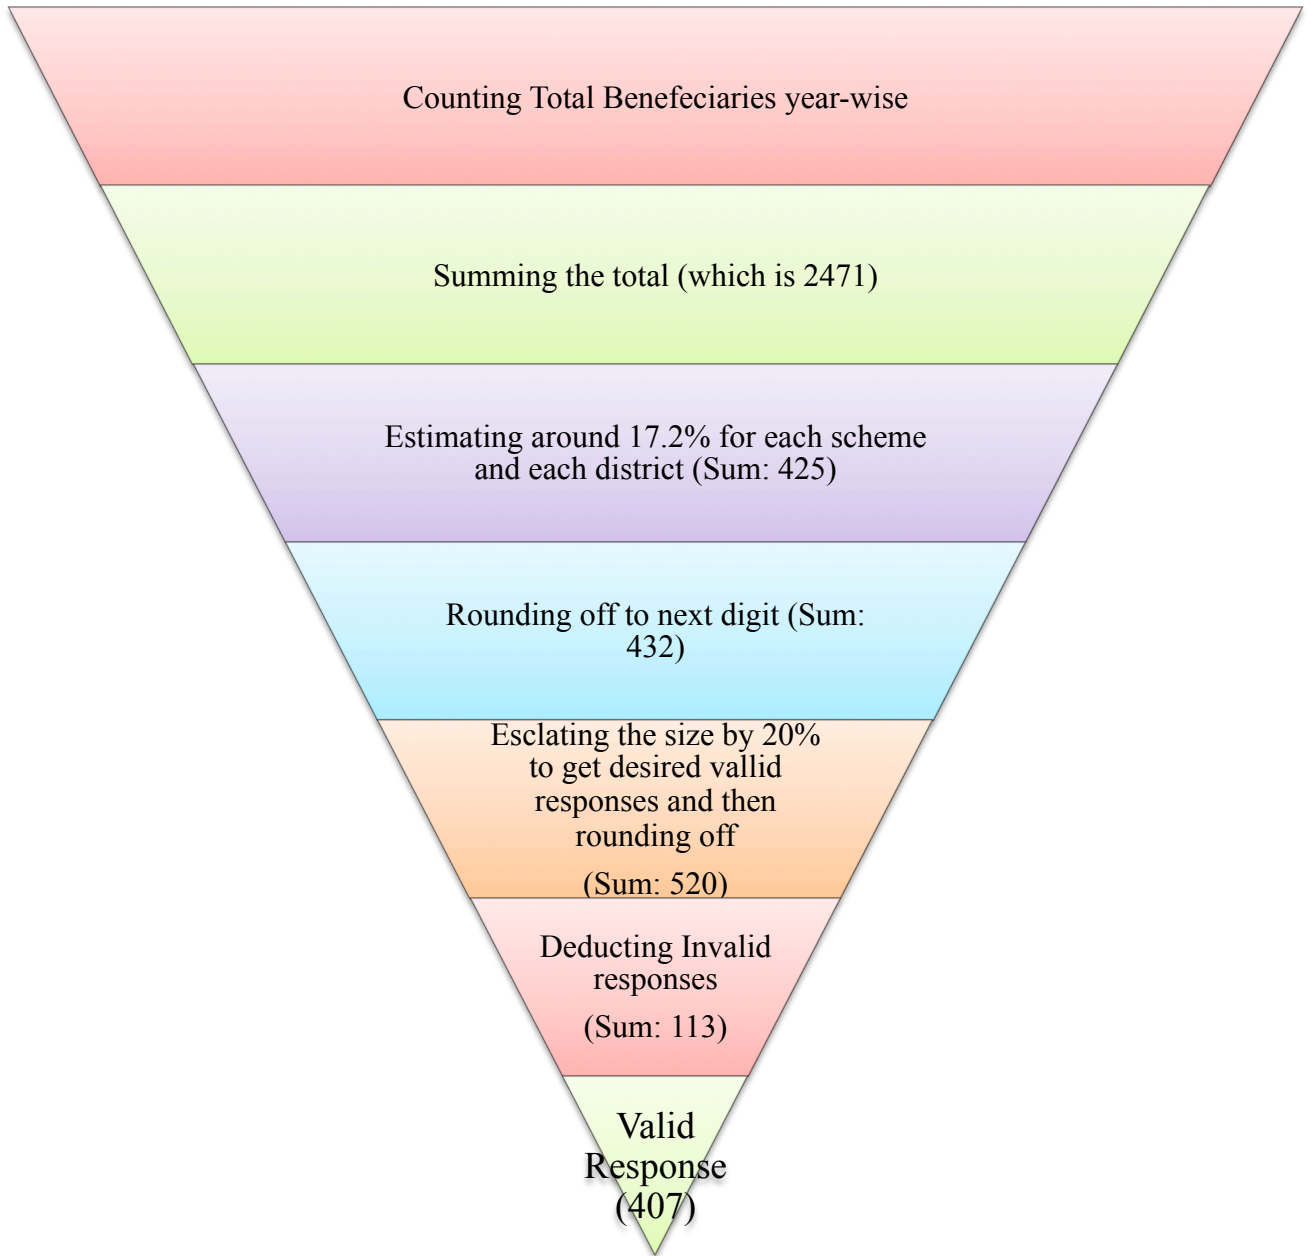 Counting Total Benefeciaries year-wise
Summing the total (which is 2471)
Estimating around 17.2% for each scheme
and each district (Sum: 425)
Rounding off to next digit (Sum:
432)
Esclating the size by 20%
to get desired vallid
responses and then
rounding off
(Sum: 520)
Deducting Invalid
responses
(Sum: 113)
Valid
Response
(407)